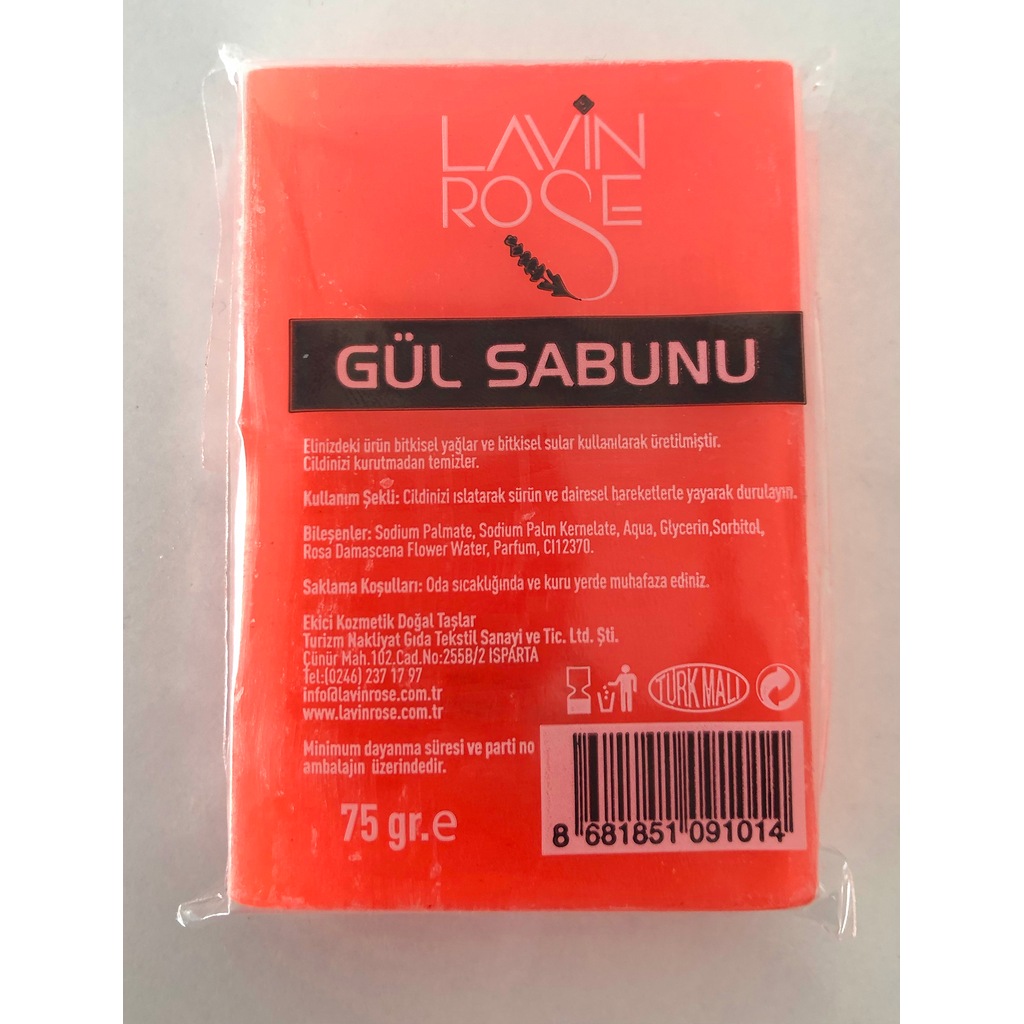 LAVİN
ROSE
GÜL SABUNU
Elinizdeki ürün bitkisel yağlar ve bitkisel sular kullanılarak üretilmiştir.
Cildinizi kurutmadan temizler.
Kullanım Şekli: Cildinizi ıslatarak sürün ve dairesel hareketlerle yayarak durulayın.
Bileşenler: Sodium Palmate, Sodium Palm Kernelate, Aqua, Glycerin,Sorbitol,
Rosa Damascena Flower Water, Parfum, CI12370.
Saklama Koşulları: Oda sıcaklığında ve kuru yerde muhafaza ediniz.
Ekici Kozmetik Doğal Taşlar
Turizm Nakliyat Gıda Tekstil Sanayi ve Tic. Ltd. Şti.
Çünür Mah.102.Cad.No:255B/2 ISPARTA
Tel:(0246) 237 17 97
info@lavinrose.com.tr
www.lavinrose.com.tr
TÜRK MALI
Minimum dayanma süresi ve parti no
ambalajın üzerindedir.
75 gr.e
8 681851 091014